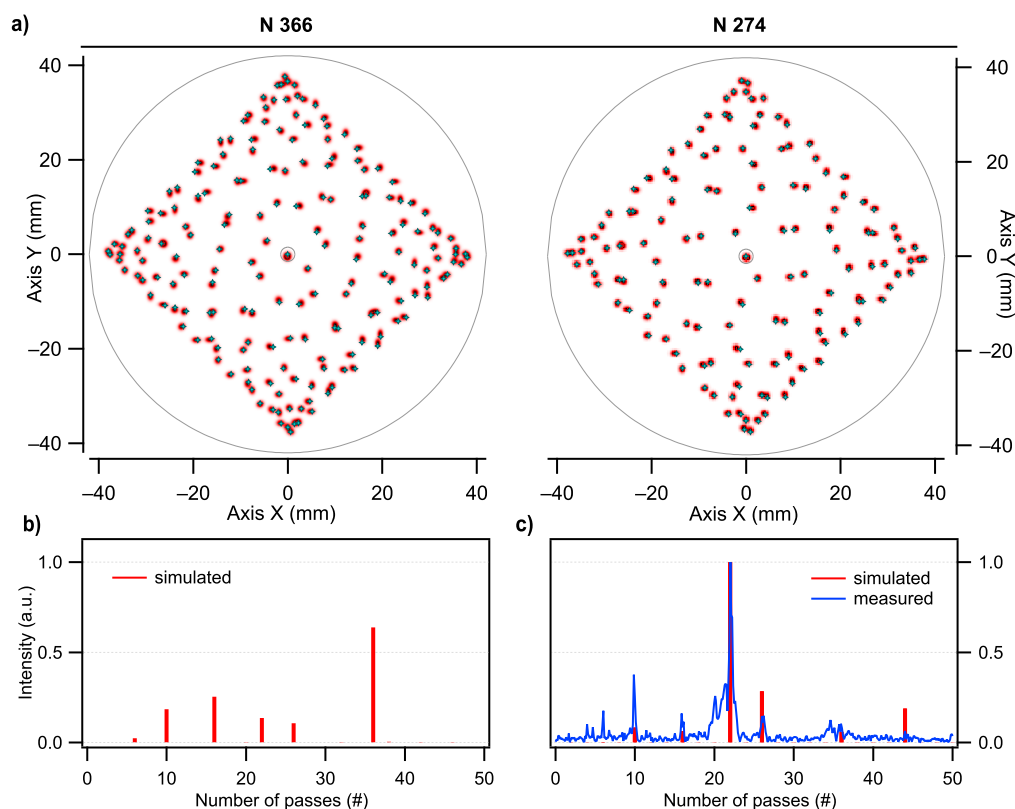 a) N 366 N 274
40 40
20 20
0 0
–20 –20
–40 –40
Axis Y (mm)
Axis Y (mm)
–40 –20 0 20 40 –40 –20 0 20 40
Axis X (mm) Axis X (mm)
b) c)
1.0 simulated simulated 1.0
measured
0.5 0.5
0.0 0.0
Intensity (a.u.)
0 10 20 30 40 50 0 10 20 30 40 50
Number of passes (#) Number of passes (#)